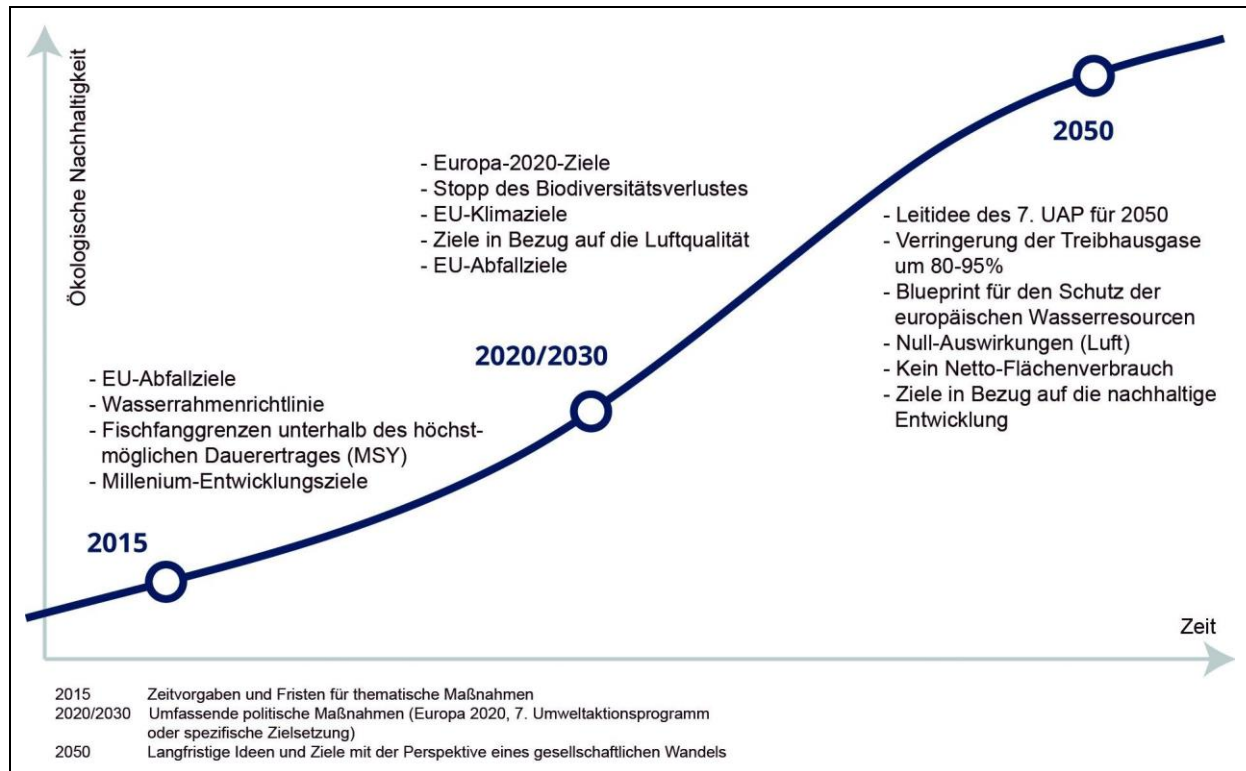 Ökologische Nachhaltigkeit
2050
- Europa-2020-Ziele
- Stopp des Biodiversitätsverlustes
- EU-Klimaziele
- Ziele in Bezug auf die Luftqualität
- EU-Abfallziele
- Leitidee des 7. UAP für 2050
- Verringerung der Treibhausgase
um 80-95%
- Blueprint für den Schutz der
europäischen Wasserresourcen
- Null-Auswirkungen (Luft)
- Kein Netto-Flächenverbrauch
- Ziele in Bezug auf die nachhaltige
Entwicklung
2020/2030
- EU-Abfallziele
- Wasserrahmenrichtlinie
- Fischfanggrenzen unterhalb des höchst-
möglichen Dauerertrages (MSY)
- Millenium-Entwicklungsziele
2015
Zeit
2015 Zeitvorgaben und Fristen für thematische Maßnahmen
2020/2030 Umfassende politische Maßnahmen (Europa 2020, 7. Umweltaktionsprogramm
oder spezifische Zielsetzung)
2050 Langfristige Ideen und Ziele mit der Perspektive eines gesellschaftlichen Wandels